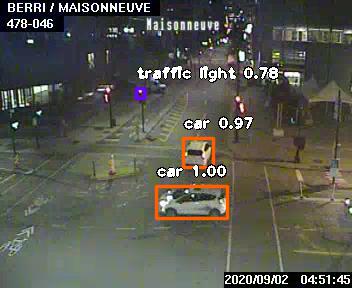 BERRI / MAISONNEUVE
478-046
Maisonneuve
traffic light 0.78
car 0.97
car 1.00
2020/09/02 04:51:45